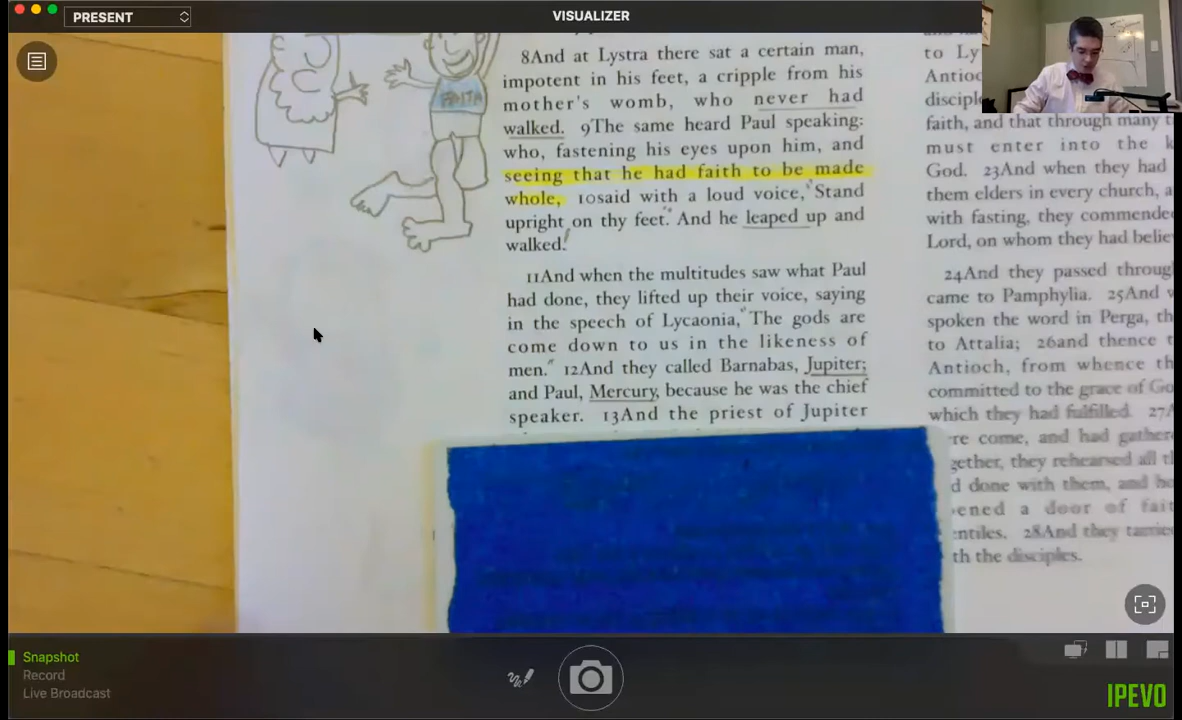 PRESENT
VISUALIZER
8And at Lystra there sat a certain man,
impotent in his feet, a cripple from his
mother's womb, who never had
walked. 9The same heard Paul speaking:
who, fastening his eyes upon him, and
seeing that he had faith to be made
whole, 10said with a loud voice, "Stand
upright on thy feet." And he leaped up and
walked!
11And when the multitudes saw what Paul
had done, they lifted up their voice, saying
in the speech of Lycaonia, "The gods are
come down to us in the likeness of
men." 12And they called Barnabas, Jupiter;
and Paul, Mercury, because he was the chief
speaker. 13And the priest of Jupiter
FAITH
to Ly
Antioc
disciple
faith, and that through many t
must enter into the k
God. 23And when they had
them elders in every church, a
with fasting, they commende
Lord, on whom they had belie
24And they passed throug
came to Pamphylia. 25And w
spoken the word in Perga, th
to Attalia; 26and thence t
Antioch, from whence th
committed to the grace of Go
which they had fulfilled. 27A
re come, and had gather
gether, they rehearsed all th
d done with them, and ho
ened a door of fait
entiles. 28And they tarrie
th the disciples.
Snapshot
Record
Live Broadcast
IPEVO